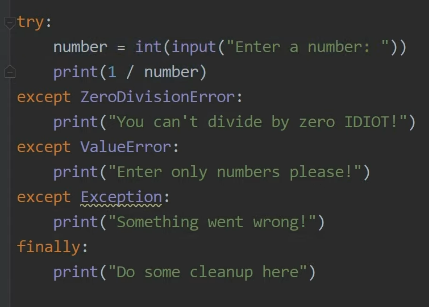 try:
    number = int(input("Enter a number: "))
    print(1 / number)
except ZeroDivisionError:
    print("You can't divide by zero IDIOT!")
except ValueError:
    print("Enter only numbers please!")
except Exception:
    print("Something went wrong!")
finally:
    print("Do some cleanup here")